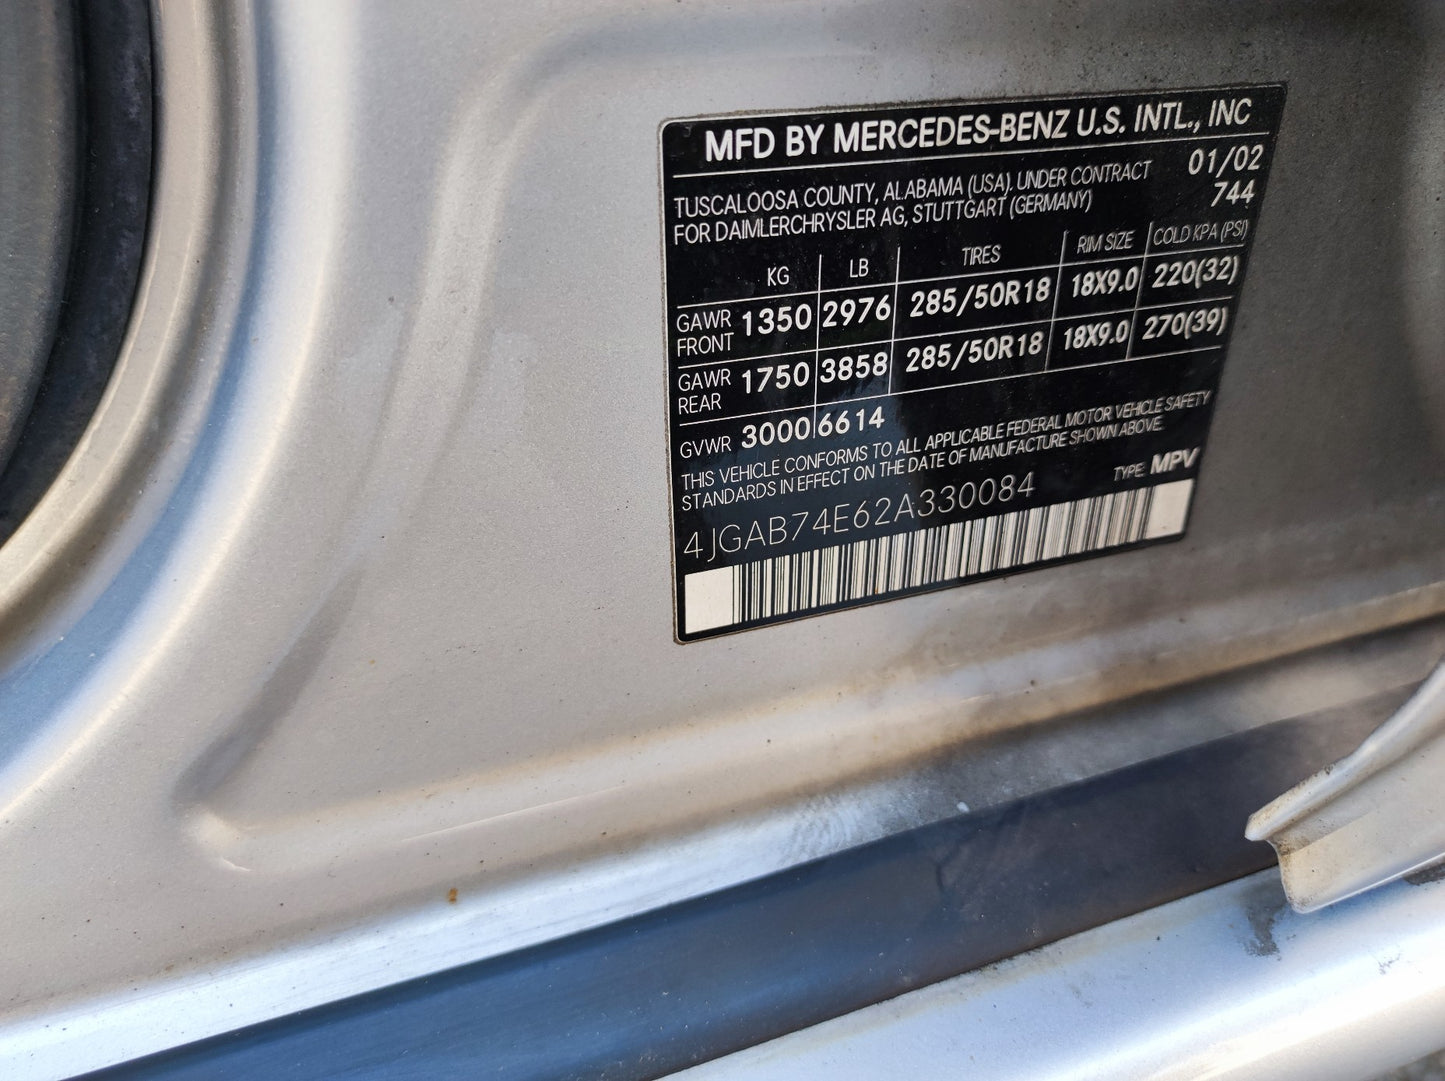 MFD BY MERCEDES-BENZ U.S. INTL., INC
TUSCALOOSA COUNTY, ALABAMA (USA). UNDER CONTRACT 01/02
FOR DAIMLERCHRYSLER AG, STUTTGART (GERMANY) 744
KG LB TIRES RIM SIZE COLD KPA (PSI)
GAWR FRONT 1350 2976 285/50R18 18X9.0 220(32)
GAWR REAR 1750 3858 285/50R18 18X9.0 270(39)
GVWR 3000 6614
THIS VEHICLE CONFORMS TO ALL APPLICABLE FEDERAL MOTOR VEHICLE SAFETY
STANDARDS IN EFFECT ON THE DATE OF MANUFACTURE SHOWN ABOVE.
TYPE: MPV
4JGAB74E62A330084